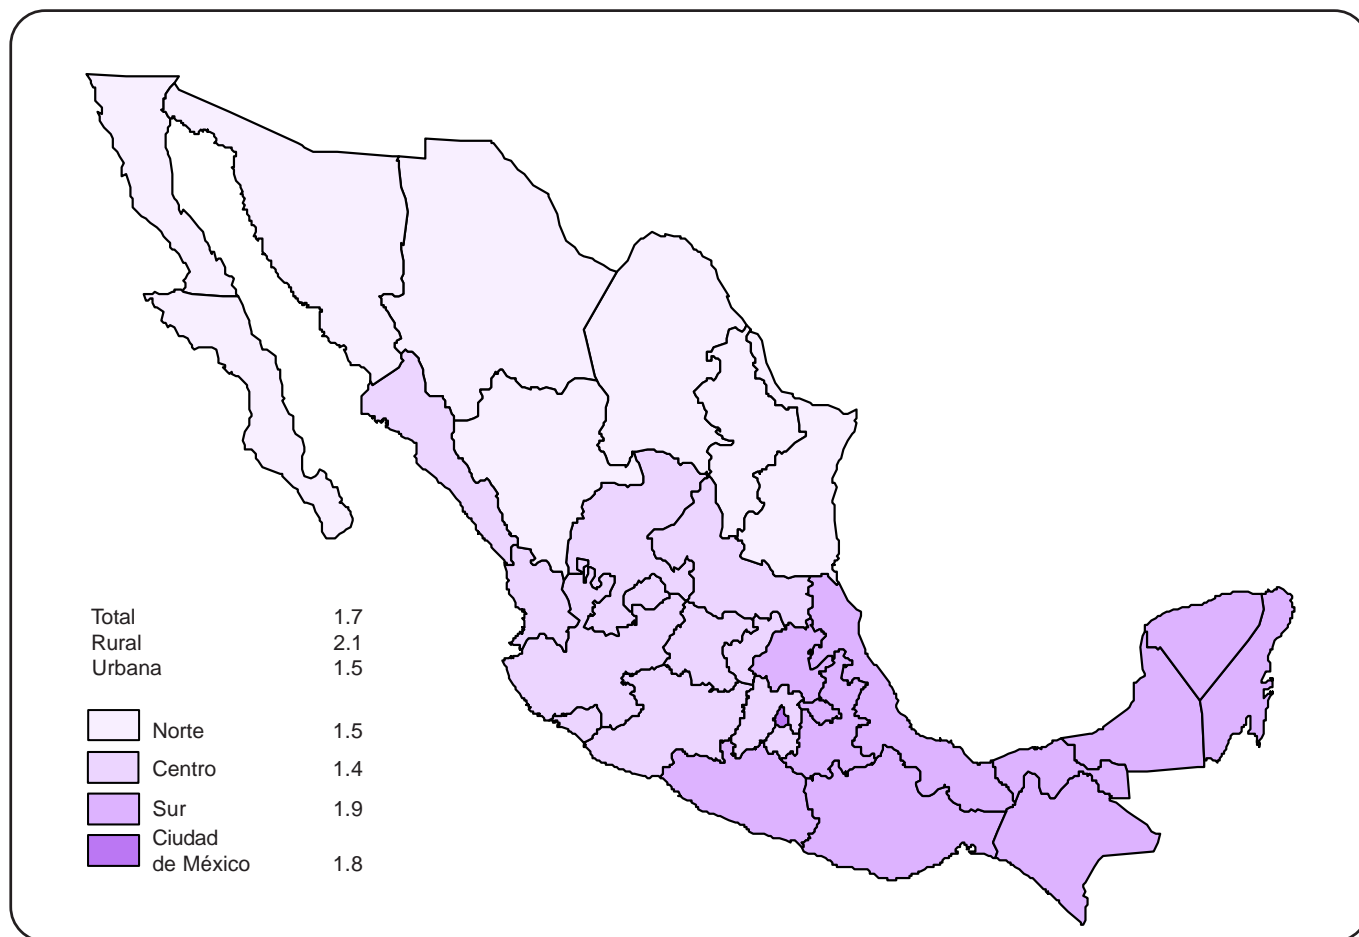 Total 1.7
Rural 2.1
Urbana 1.5
Norte 1.5
Centro 1.4
Sur 1.9
Ciudad
de México 1.8